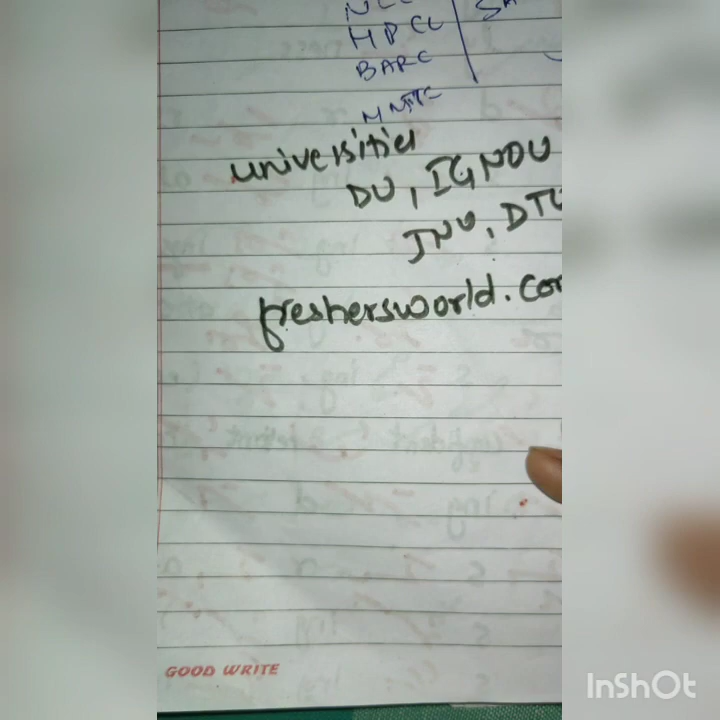 HPCL
BARC
universities
DU, IGNOU
JNU, DTU
freshersworld.com
GOOD WRITE
InShOt